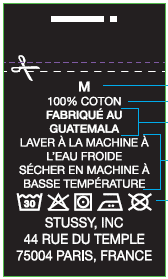 M
100% COTON
FABRIQUÉ AU
GUATEMALA
LAVER À LA MACHINE À
L'EAU FROIDE
SÉCHER EN MACHINE À
BASSE TEMPÉRATURE
30
STUSSY, INC
44 RUE DU TEMPLE
75004 PARIS, FRANCE